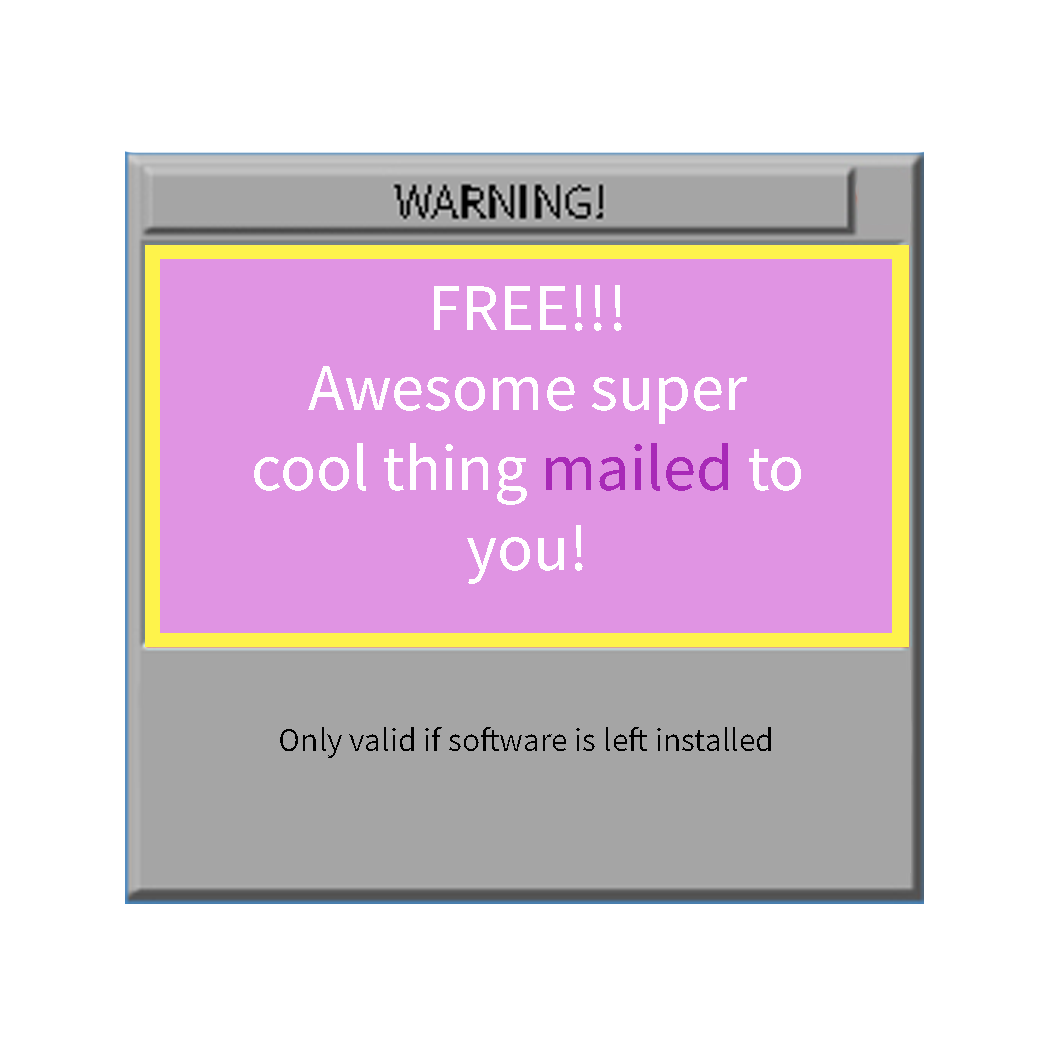 WARNING!
FREE!!!
Awesome super
cool thing mailed to
you!
Only valid if software is left installed